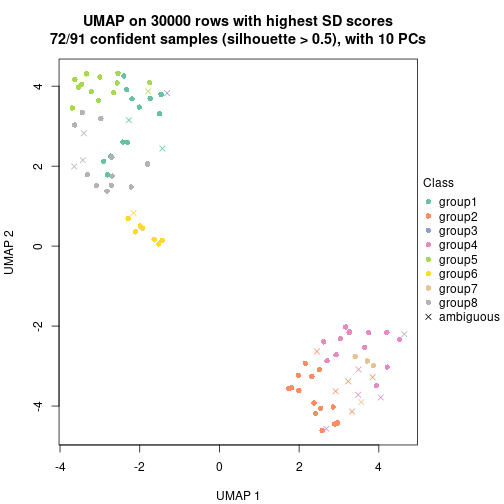 UMAP on 30000 rows with highest SD scores
72/91 confident samples (silhouette > 0.5), with 10 PCs
4
2
0
-2
-4
UMAP 2
-4
-2
0
2
4
UMAP 1
Class
group1
group2
group3
group4
group5
group6
group7
group8
ambiguous